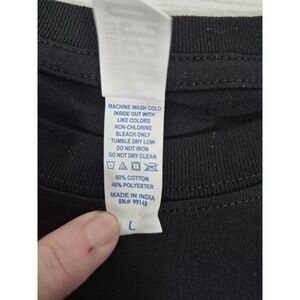 MACHINE WASH COLD
INSIDE OUT WITH
LIKE COLORS
NON-CHLORINE
BLEACH ONLY
TUMBLE DRY LOW
DO NOT IRON
DO NOT DRY CLEAN
60% COTTON
40% POLYESTER
MADE IN INDIA
RN# 99148
L